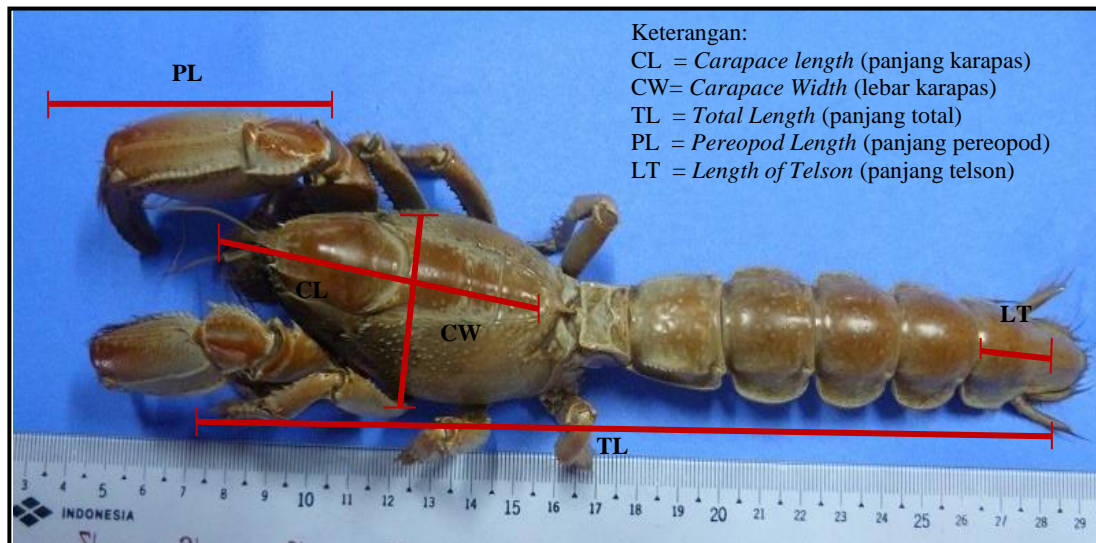 Keterangan:
CL = Carapace length (panjang karapas)
CW= Carapace Width (lebar karapas)
TL = Total Length (panjang total)
PL = Pereopod Length (panjang pereopod)
LT = Length of Telson (panjang telson)
PL
CL
CW
LT
TL
3 4 5 6 7 8 9 10 11 12 13 14 15 16 17 18 19 20 21 22 23 24 25 26 27 28 29
INDONESIA